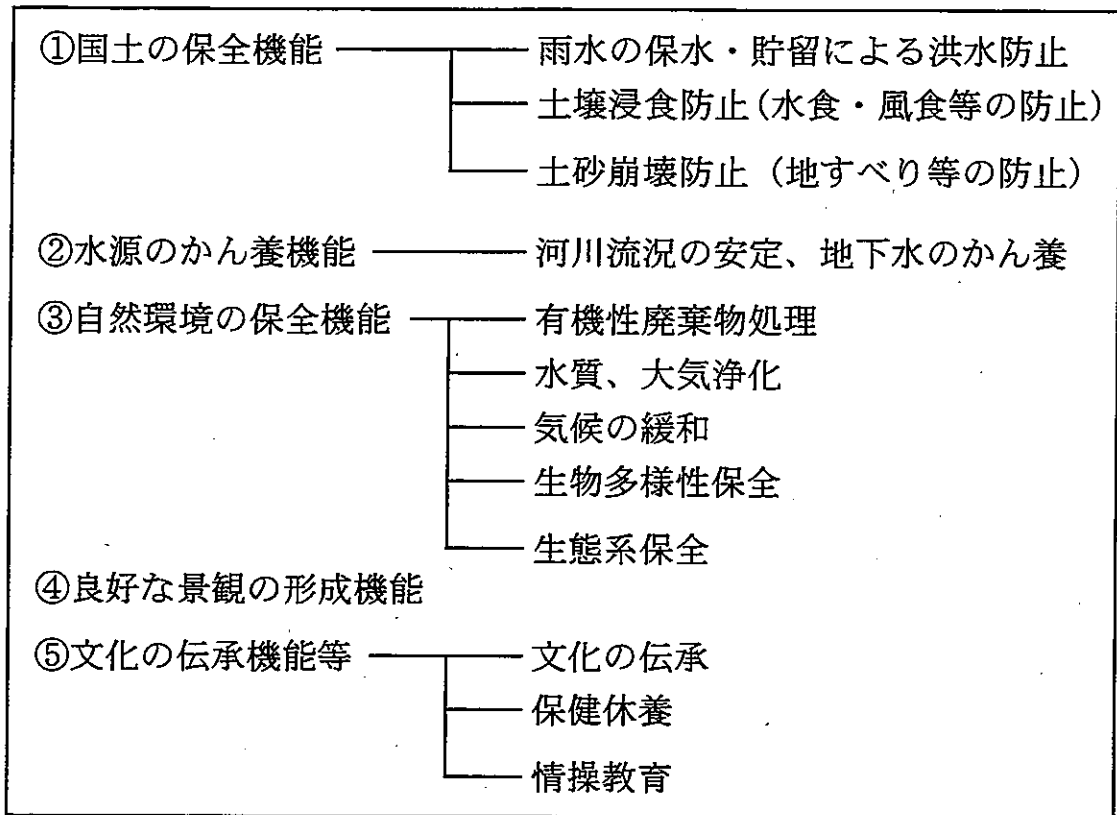 ①国土の保全機能 雨水の保水・貯留による洪水防止
土壌浸食防止(水食・風食等の防止)
土砂崩壊防止(地すべり等の防止)
②水源のかん養機能 河川流況の安定、地下水のかん養
③自然環境の保全機能 有機性廃棄物処理
水質、大気浄化
気候の緩和
生物多様性保全
生態系保全
④良好な景観の形成機能
⑤文化の伝承機能等 文化の伝承
保健休養
情操教育